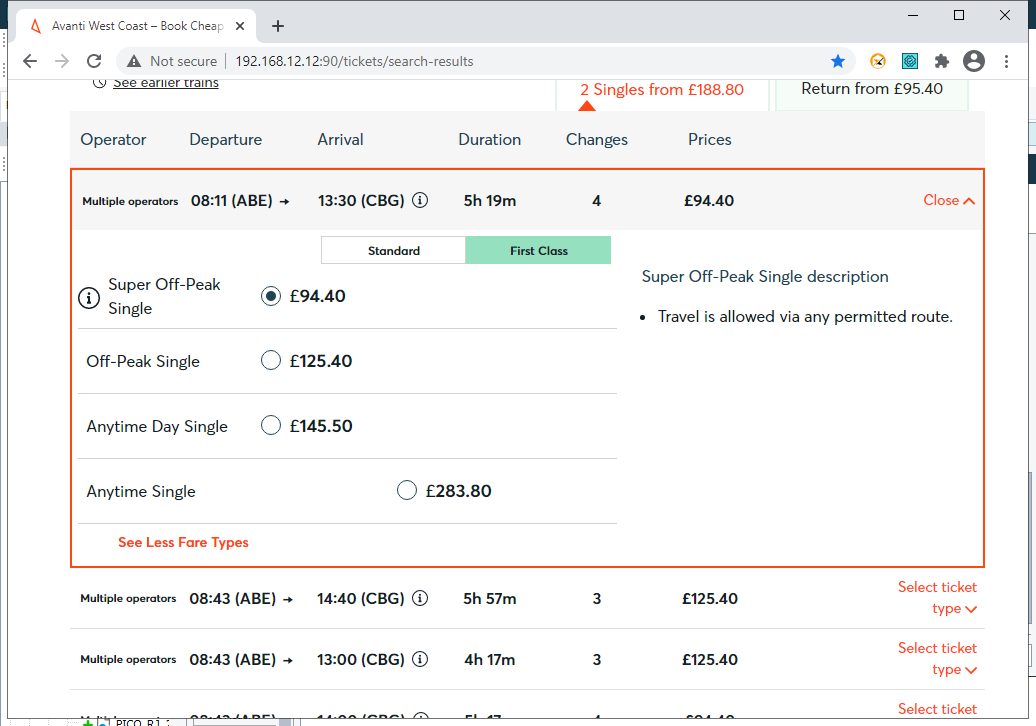 Avanti West Coast – Book Cheap
Not secure 192.168.12.12:90/tickets/search-results
See earlier trains
2 Singles from £188.80 Return from £95.40
Operator Departure Arrival Duration Changes Prices
Multiple operators 08:11 (ABE) → 13:30 (CBG) 5h 19m 4 £94.40 Close
Standard First Class
Super Off-Peak Single description
Super Off-Peak
Single £94.40
• Travel is allowed via any permitted route.
Off-Peak Single £125.40
Anytime Day Single £145.50
Anytime Single £283.80
See Less Fare Types
Multiple operators 08:43 (ABE) → 14:40 (CBG) 5h 57m 3 £125.40 Select ticket
type
Multiple operators 08:43 (ABE) → 13:00 (CBG) 4h 17m 3 £125.40 Select ticket
type
Select ticket